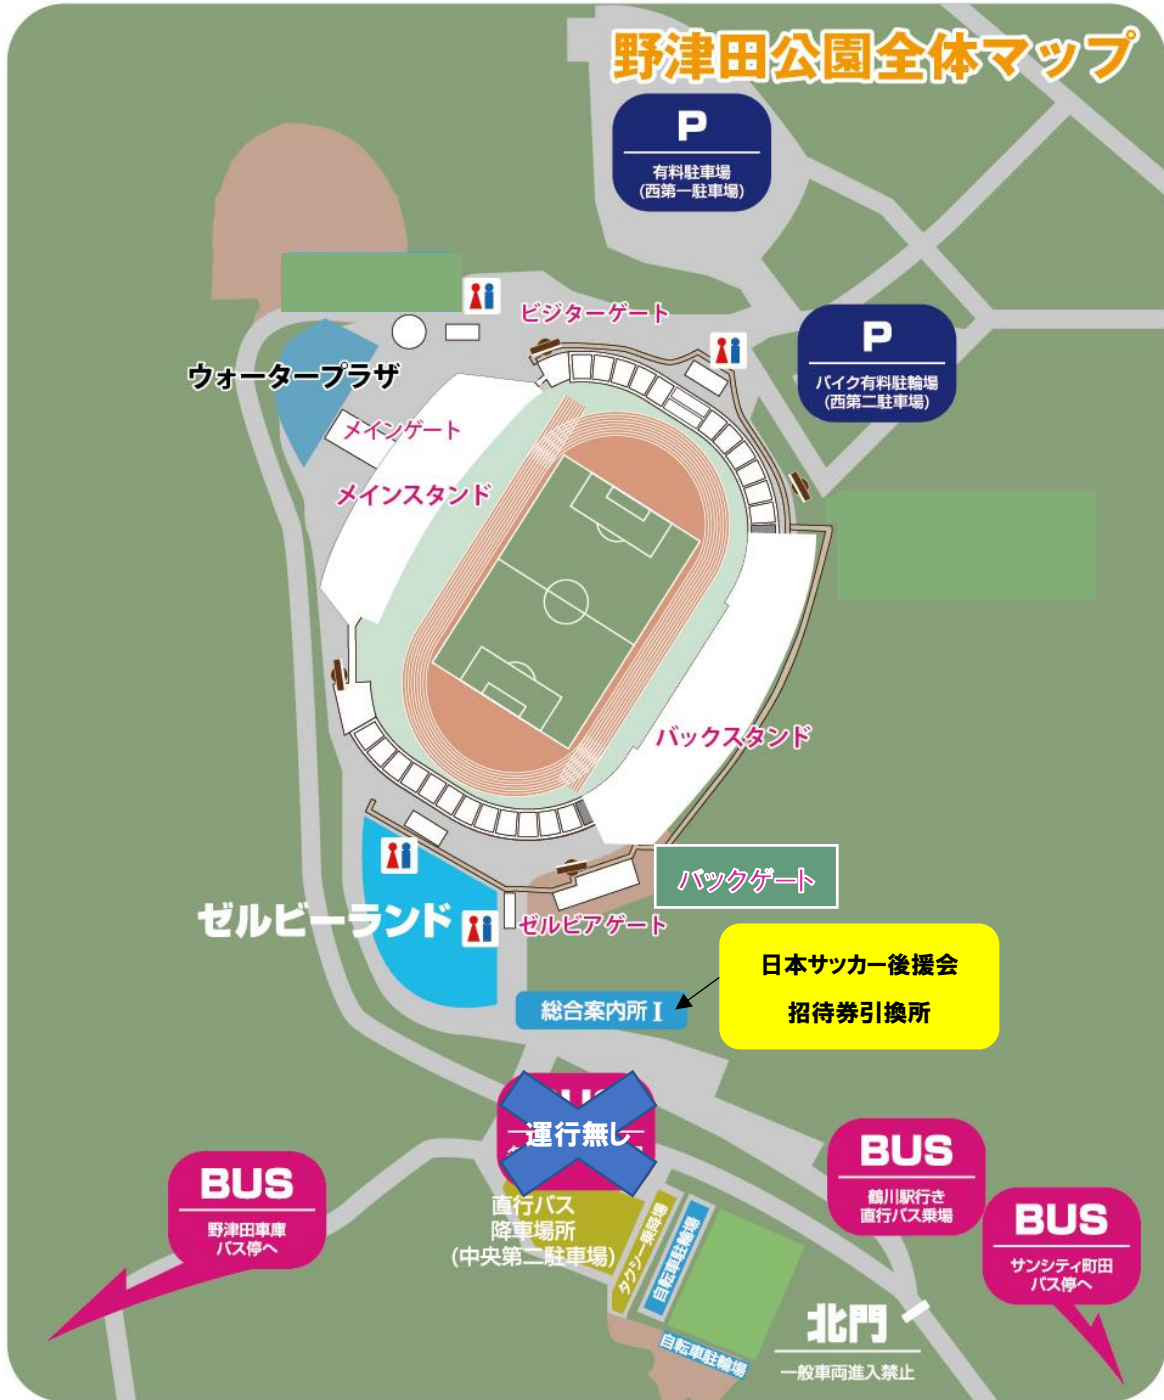 野津田公園全体マップ
P
有料駐車場
(西第一駐車場)
ビジターゲート
P
バイク有料駐輪場
(西第二駐車場)
ウォータープラザ
メインゲート
メインスタンド
バックスタンド
バックゲート
ゼルビーランド
ゼルビアゲート
日本サッカー後援会
招待券引換所
総合案内所 I
運行無し
BUS
鶴川駅行き
直行バス乗場
BUS
野津田車庫
バス停へ
BUS
サンシティ町田
バス停へ
直行バス
降車場所
(中央第二駐車場)
タクシー乗降場
自転車駐輪場
自転車駐輪場
北門
一般車両進入禁止